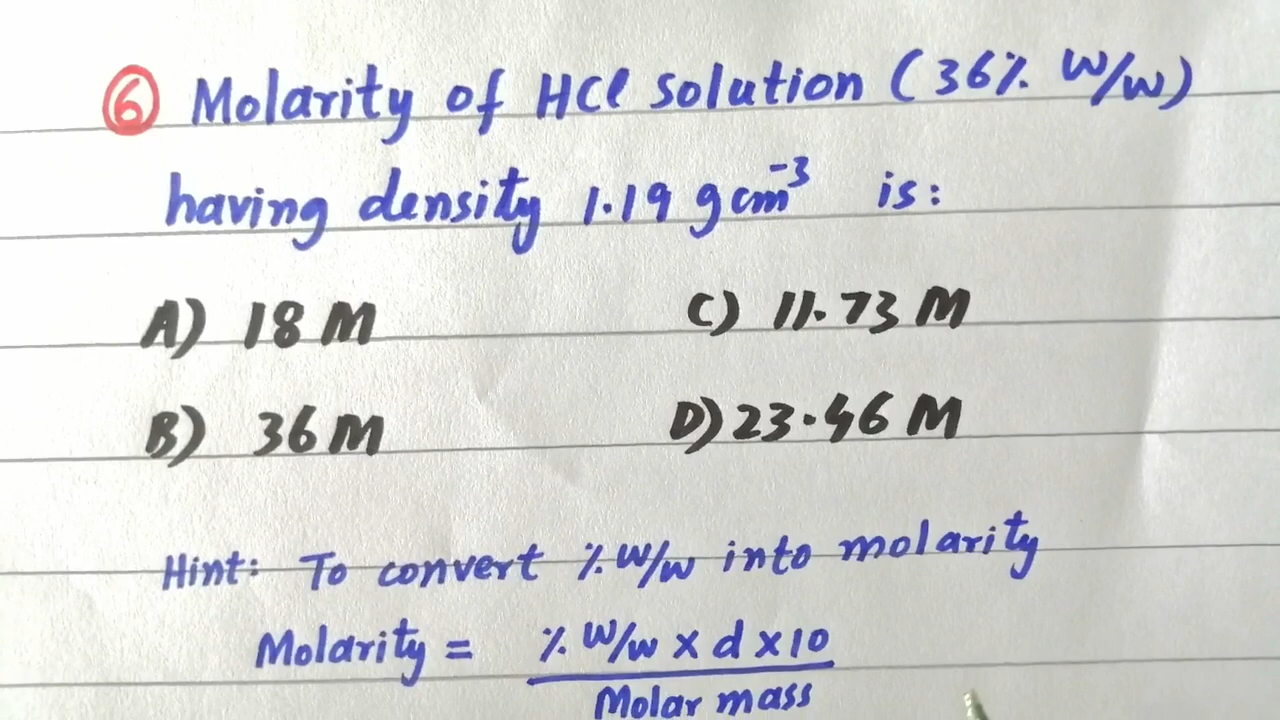 6 Molarity of HCl solution (36% W/w)
having density 1.19 g cm⁻³ is:
A) 18 M
C) 11.73 M
B) 36 M
D) 23.46 M
Hint: To convert % W/w into molarity
Molarity = % W/w x d x 10
Molar mass